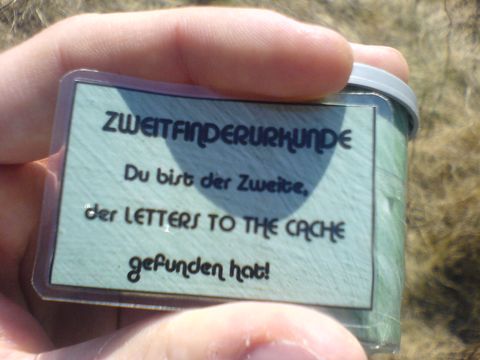 ZWEITFINDERURKUNDE
Du bist der Zweite,
der LETTERS TO THE CACHE
gefunden hat!